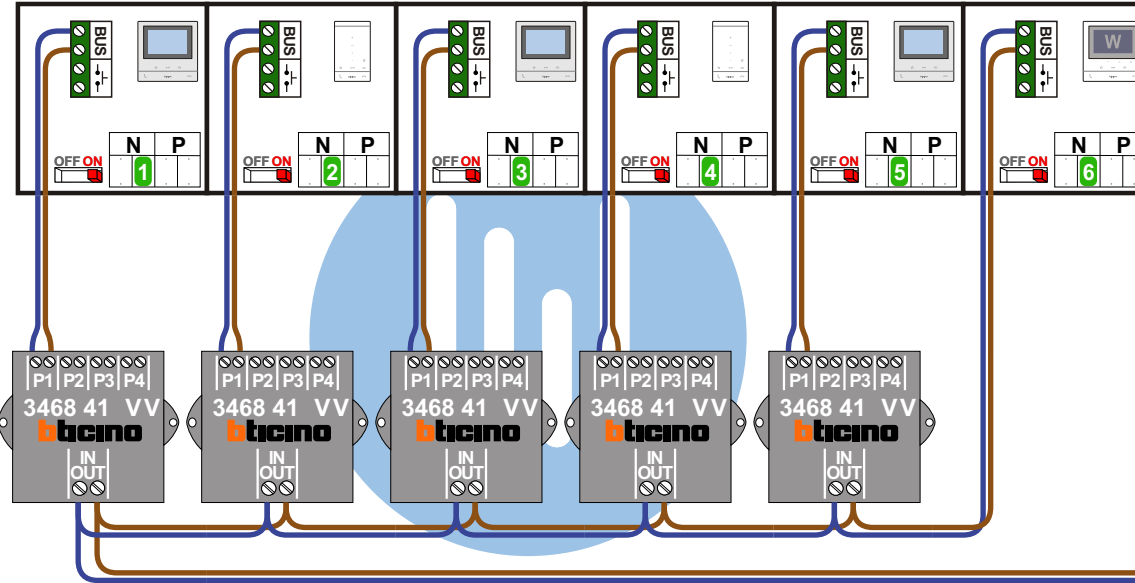 BUS BUS BUS BUS BUS BUS
W
N P N P N P N P N P N P
OFF ON OFF ON OFF ON OFF ON OFF ON OFF ON
1 2 3 4 5 6
P1 P2 P3 P4 P1 P2 P3 P4 P1 P2 P3 P4 P1 P2 P3 P4 P1 P2 P3 P4
3468 41 VV 3468 41 VV 3468 41 VV 3468 41 VV 3468 41 VV
bticino bticino bticino bticino bticino
IN IN IN IN IN
OUT OUT OUT OUT OUT